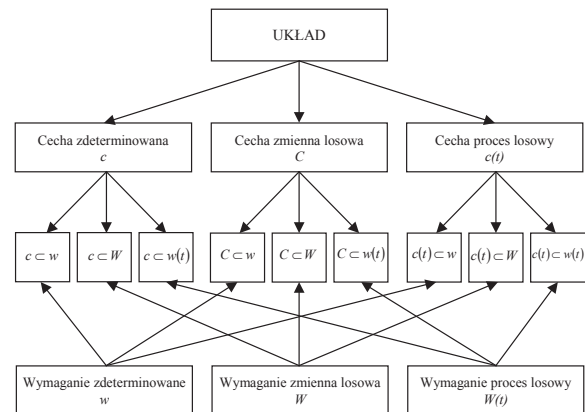 UKŁAD
Cecha zdeterminowana
c
Cecha zmienna losowa
C
Cecha proces losowy
c(t)
c ⊂ w
c ⊂ W
c ⊂ w(t)
C ⊂ w
C ⊂ W
C ⊂ w(t)
c(t) ⊂ w
c(t) ⊂ W
c(t) ⊂ w(t)
Wymaganie zdeterminowane
w
Wymaganie zmienna losowa
W
Wymaganie proces losowy
W(t)